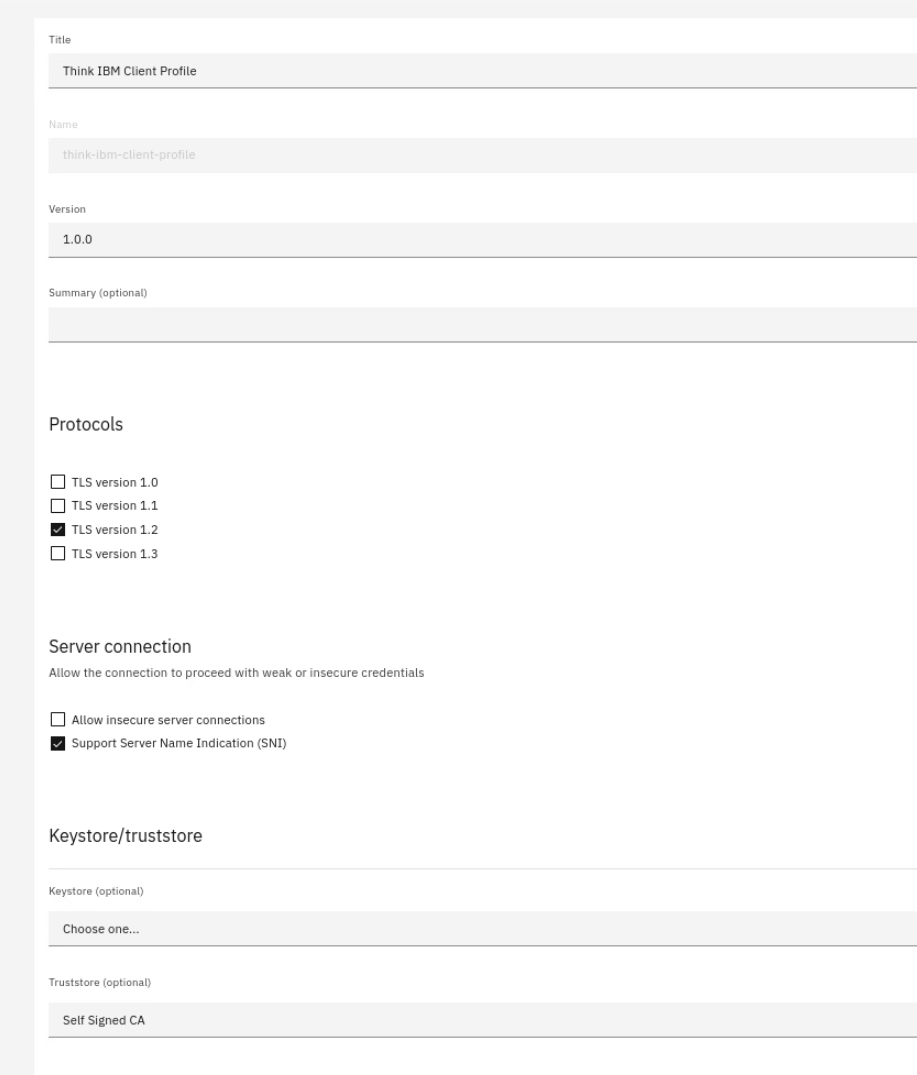 Title
Think IBM Client Profile
Name
think-ibm-client-profile
Version
1.0.0
Summary (optional)
Protocols
TLS version 1.0
TLS version 1.1
TLS version 1.2
TLS version 1.3
Server connection
Allow the connection to proceed with weak or insecure credentials
Allow insecure server connections
Support Server Name Indication (SNI)
Keystore/truststore
Keystore (optional)
Choose one...
Truststore (optional)
Self Signed CA